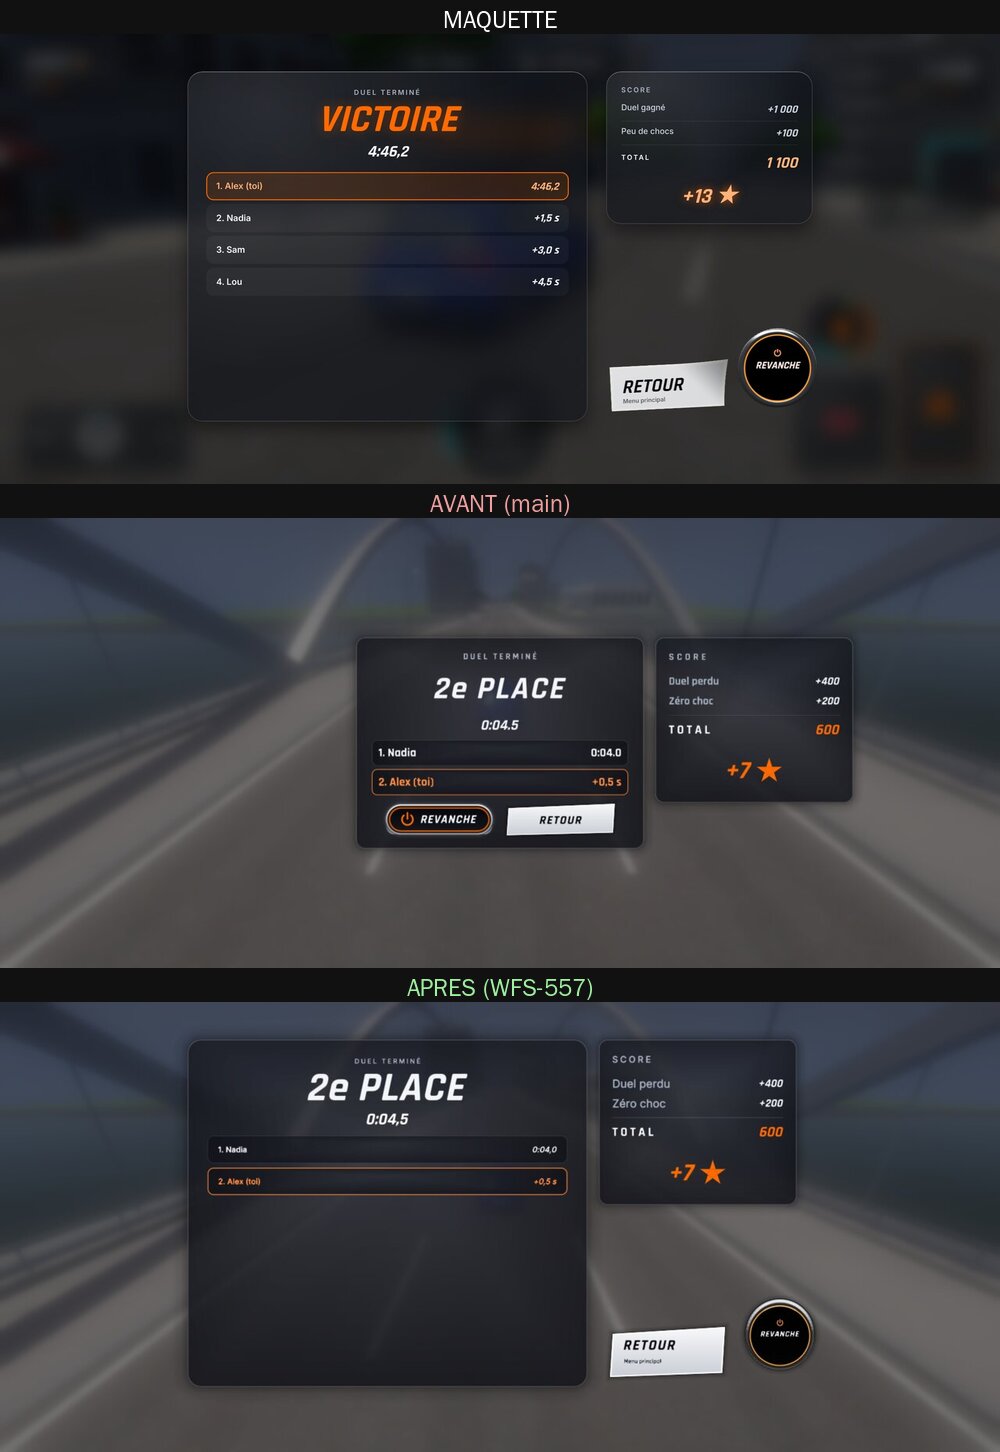 MAQUETTE
DUEL TERMINÉ
VICTOIRE
4:46,2
1. Alex (toi) 4:46,2
2. Nadia +1,5 s
3. Sam +3,0 s
4. Lou +4,5 s
SCORE
Duel gagné +1 000
Peu de chocs +100
TOTAL 1 100
+13 ★
RETOUR
Menu principal
REVANCHE
AVANT (main)
DUEL TERMINÉ
2e PLACE
0:04.5
1. Nadia 0:04.0
2. Alex (toi) +0,5 s
REVANCHE
RETOUR
SCORE
Duel perdu +400
Zéro choc +200
TOTAL 600
+7 ★
APRES (WFS-557)
DUEL TERMINÉ
2e PLACE
0:04,5
1. Nadia 0:04,0
2. Alex (toi) +0,5 s
SCORE
Duel perdu +400
Zéro choc +200
TOTAL 600
+7 ★
RETOUR
Menu principal
REVANCHE